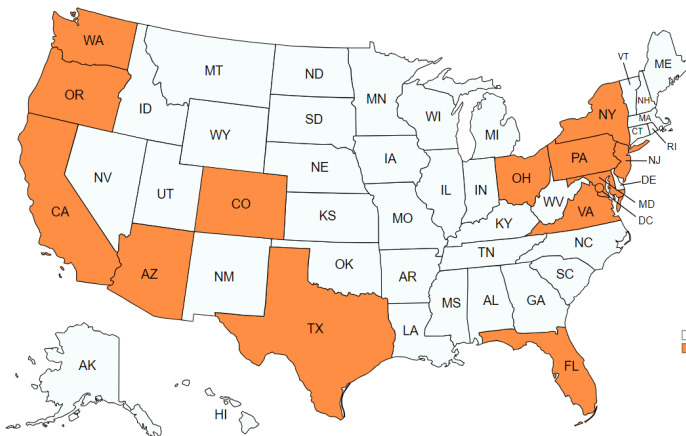 WA
MT
ND
MN
VT
ME
OR
ID
SD
WI
MI
NH
NY
MA
CT
RI
WY
NE
IA
PA
NJ
NV
UT
CO
IL
IN
OH
DE
CA
KS
MO
WV
VA
MD
DC
KY
AZ
NM
OK
AR
TN
NC
SC
MS
AL
GA
TX
LA
FL
AK
HI